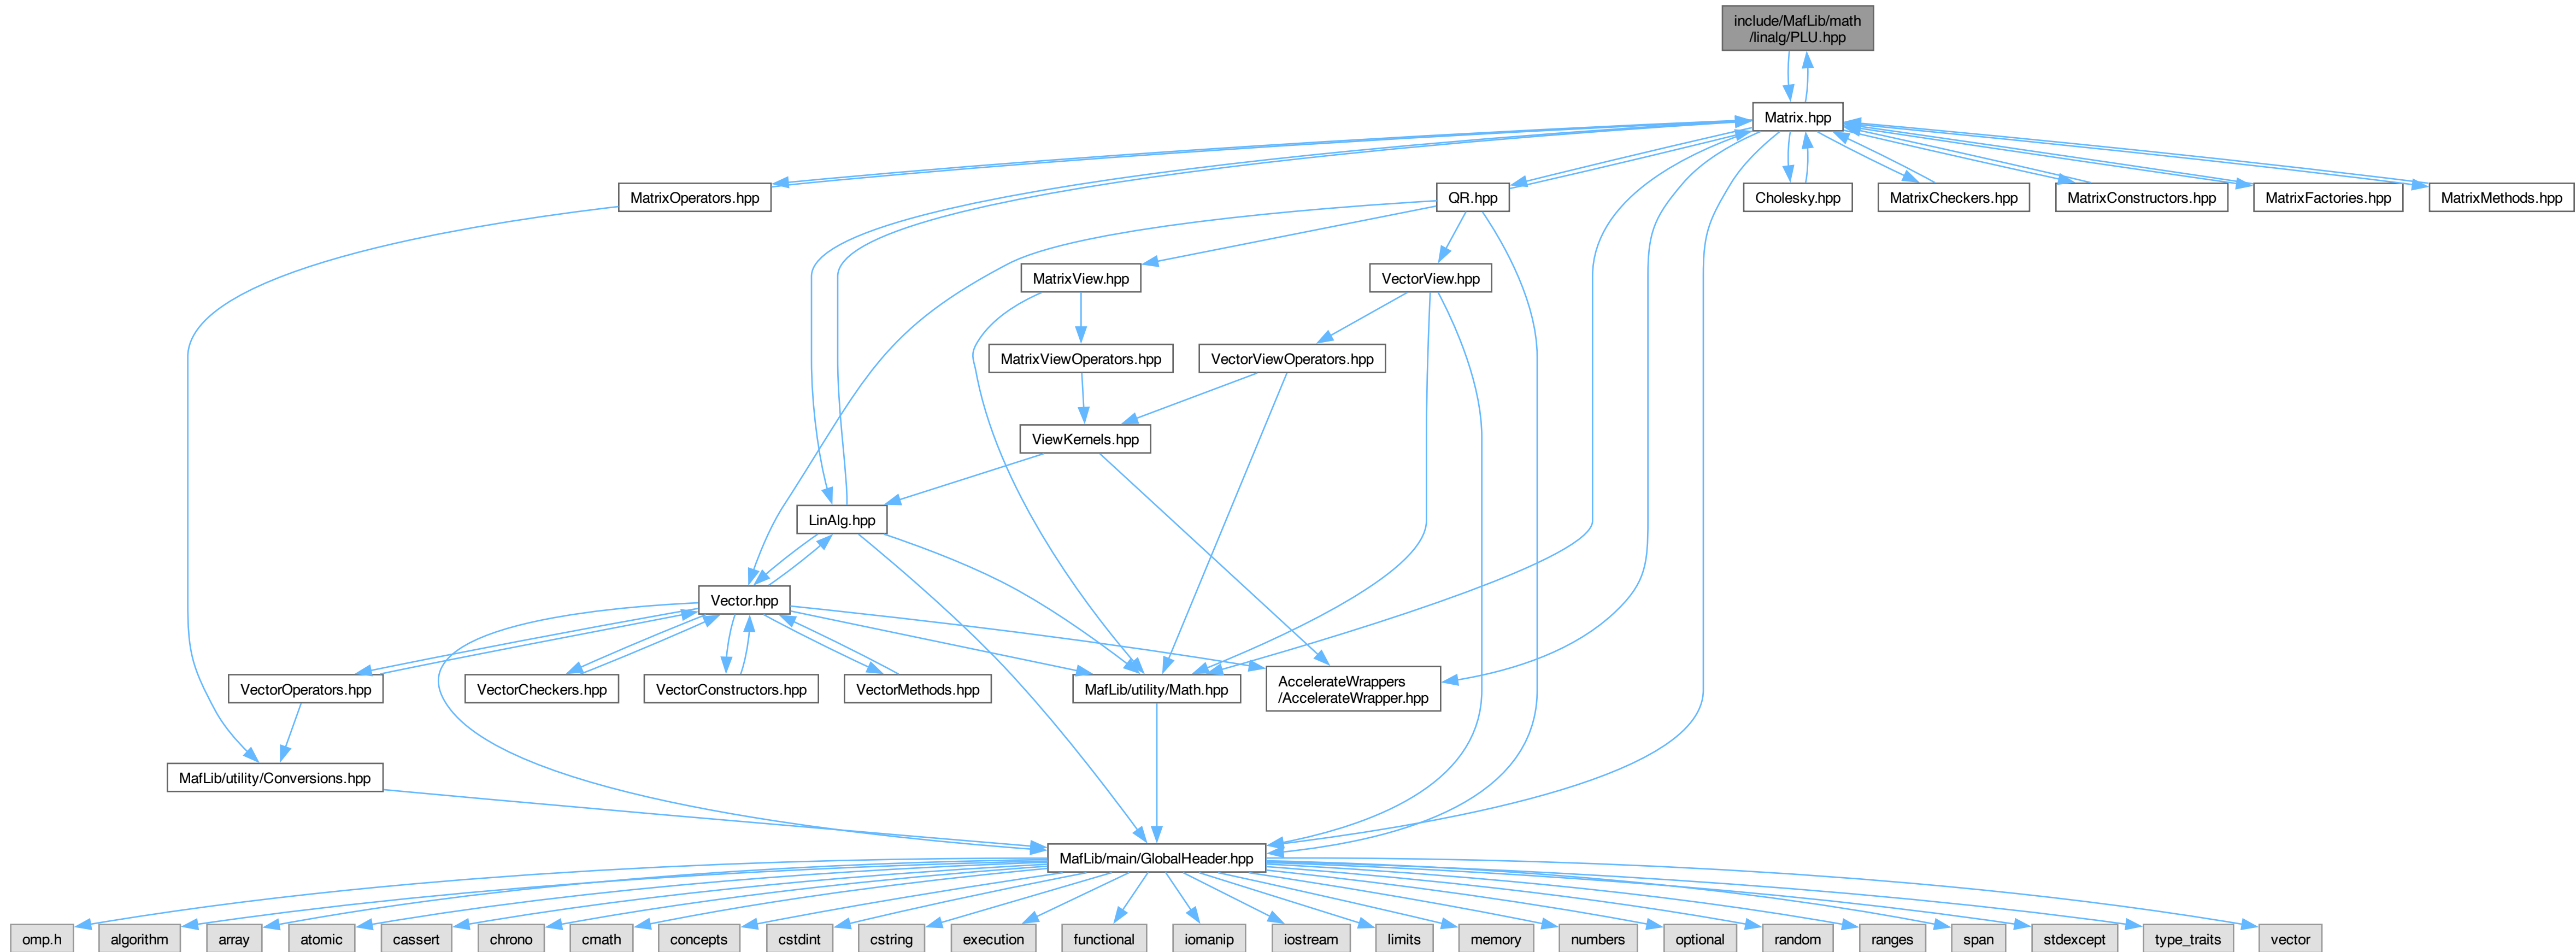 include/MafLib/math
/linalg/PLU.hpp
Matrix.hpp
MatrixOperators.hpp
QR.hpp
Cholesky.hpp
MatrixCheckers.hpp
MatrixConstructors.hpp
MatrixFactories.hpp
MatrixMethods.hpp
MatrixView.hpp
VectorView.hpp
MatrixViewOperators.hpp
VectorViewOperators.hpp
ViewKernels.hpp
LinAlg.hpp
Vector.hpp
VectorOperators.hpp
VectorCheckers.hpp
VectorConstructors.hpp
VectorMethods.hpp
MafLib/utility/Math.hpp
AccelerateWrappers
/AccelerateWrapper.hpp
MafLib/utility/Conversions.hpp
MafLib/main/GlobalHeader.hpp
omp.h
algorithm
array
atomic
cassert
chrono
cmath
concepts
cstdint
cstring
execution
functional
iomanip
iostream
limits
memory
numbers
optional
random
ranges
span
stdexcept
type_traits
vector